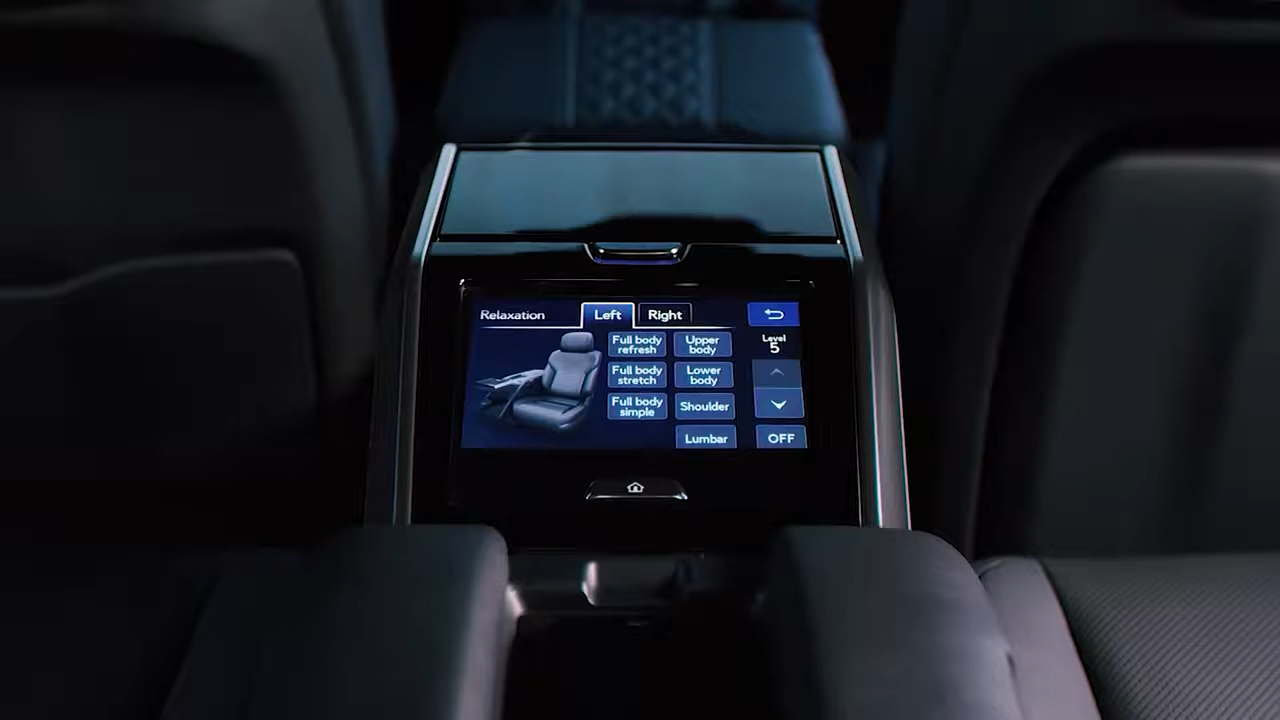 Relaxation
Left
Right
Full body
refresh
Upper
body
Level
5
Full body
stretch
Lower
body
Full body
simple
Shoulder
Lumbar
OFF